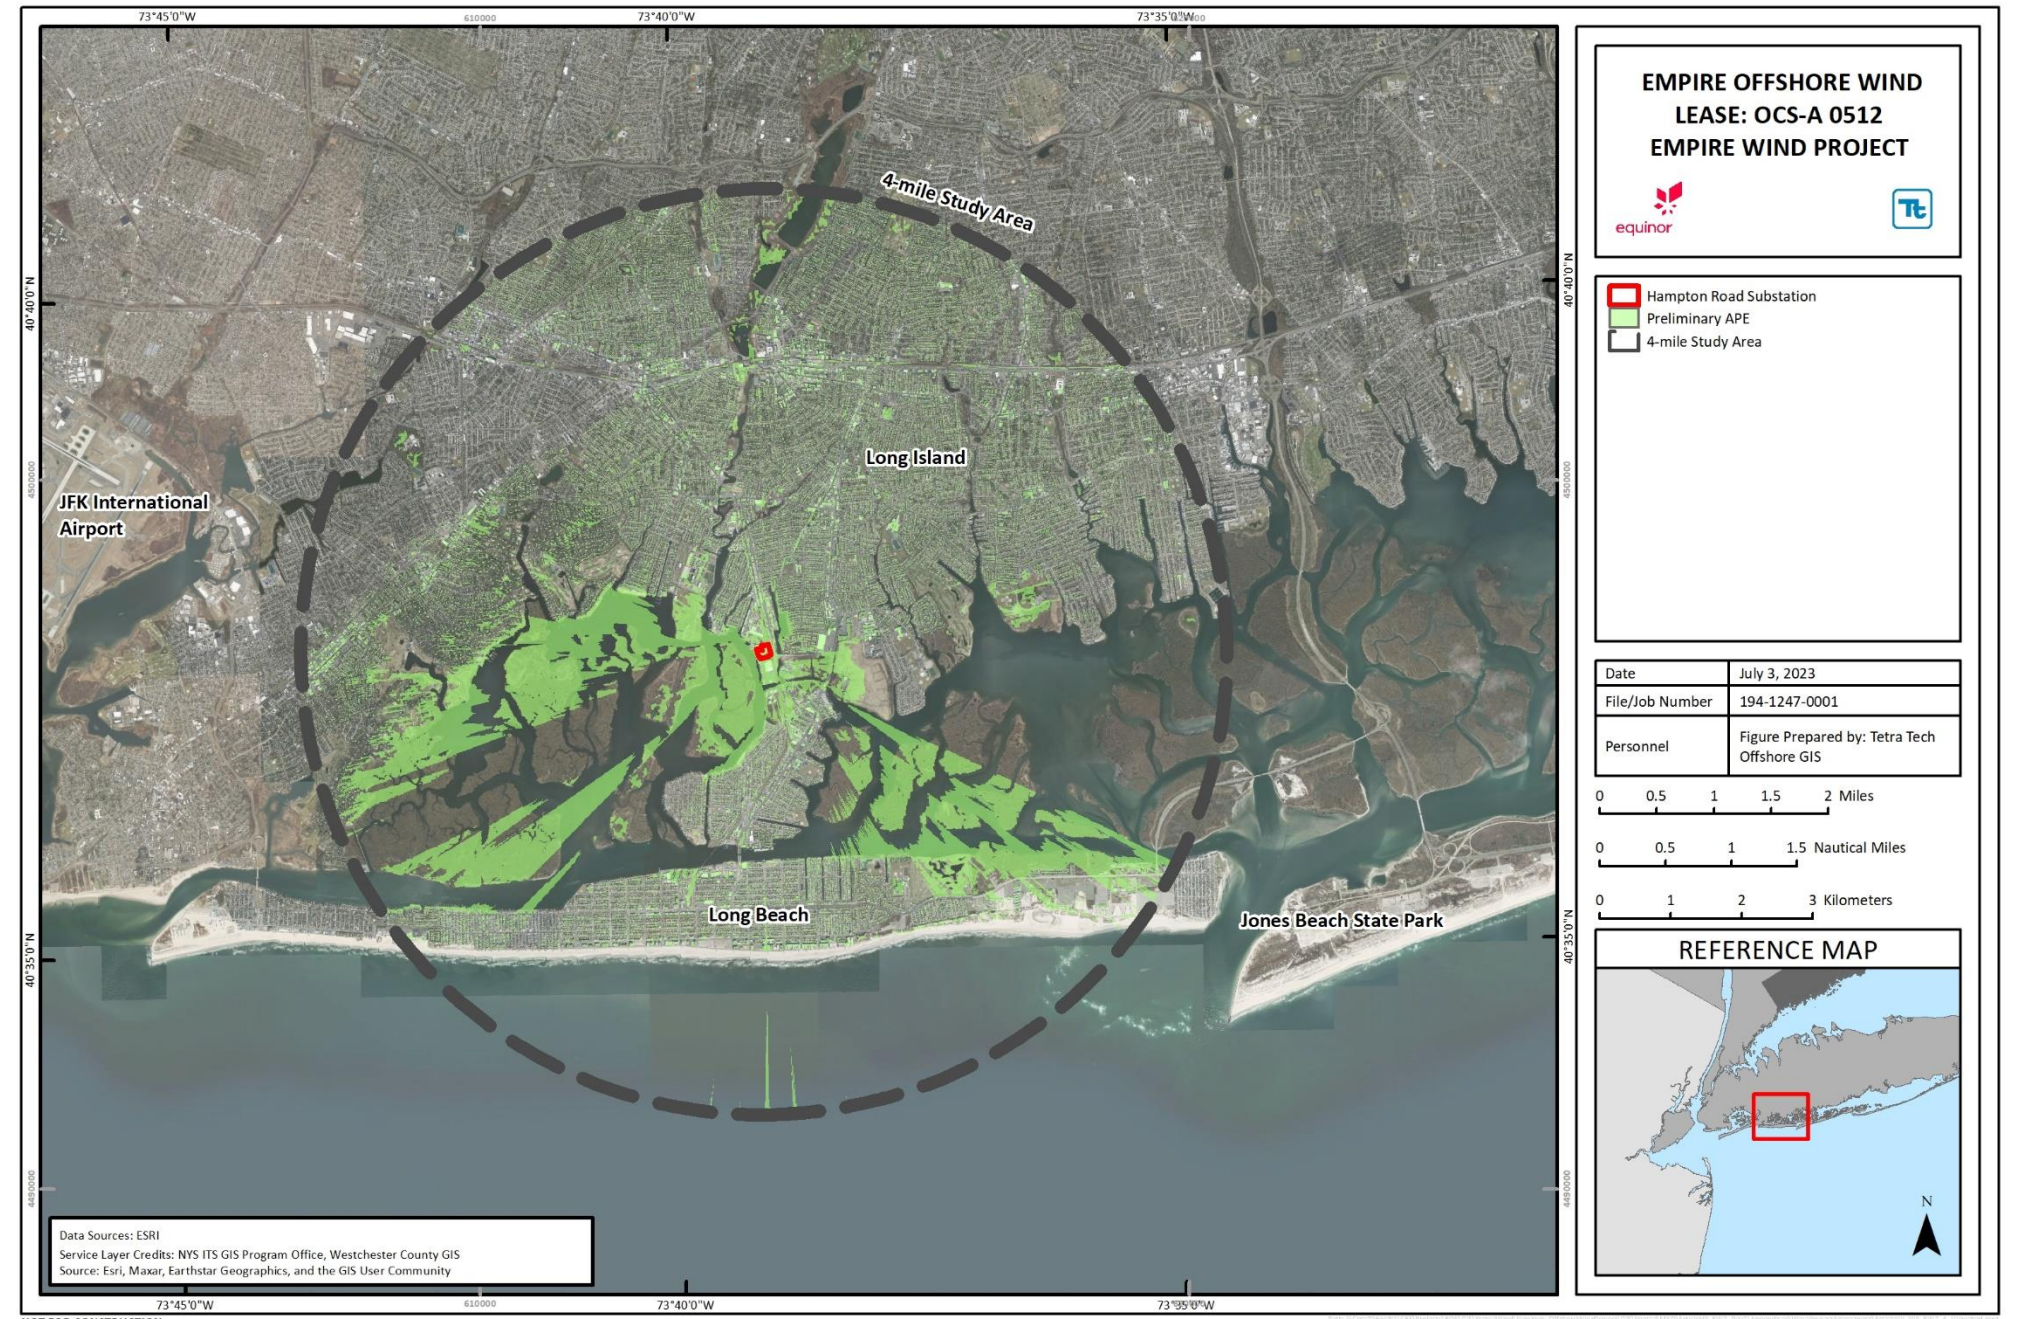 73°45'0"W
610000
73°40'0"W
73°35'0"W
EMPIRE OFFSHORE WIND
LEASE: OCS-A 0512
EMPIRE WIND PROJECT
equinor
Tt
4-mile Study Area
40°40'0"N
40°40'0"N
Hampton Road Substation
Preliminary APE
4-mile Study Area
Long Island
4500000
4500000
JFK International
Airport
Date July 3, 2023
File/Job Number 194-1247-0001
Personnel Figure Prepared by: Tetra Tech
Offshore GIS
0 0.5 1 1.5 2 Miles
0 0.5 1 1.5 Nautical Miles
0 1 2 3 Kilometers
Long Beach
Jones Beach State Park
40°35'0"N
40°35'0"N
REFERENCE MAP
N
4490000
4490000
Data Sources: ESRI
Service Layer Credits: NYS ITS GIS Program Office, Westchester County GIS
Source: Esri, Maxar, Earthstar Geographics, and the GIS User Community
73°45'0"W
610000
73°40'0"W
73°35'0"W